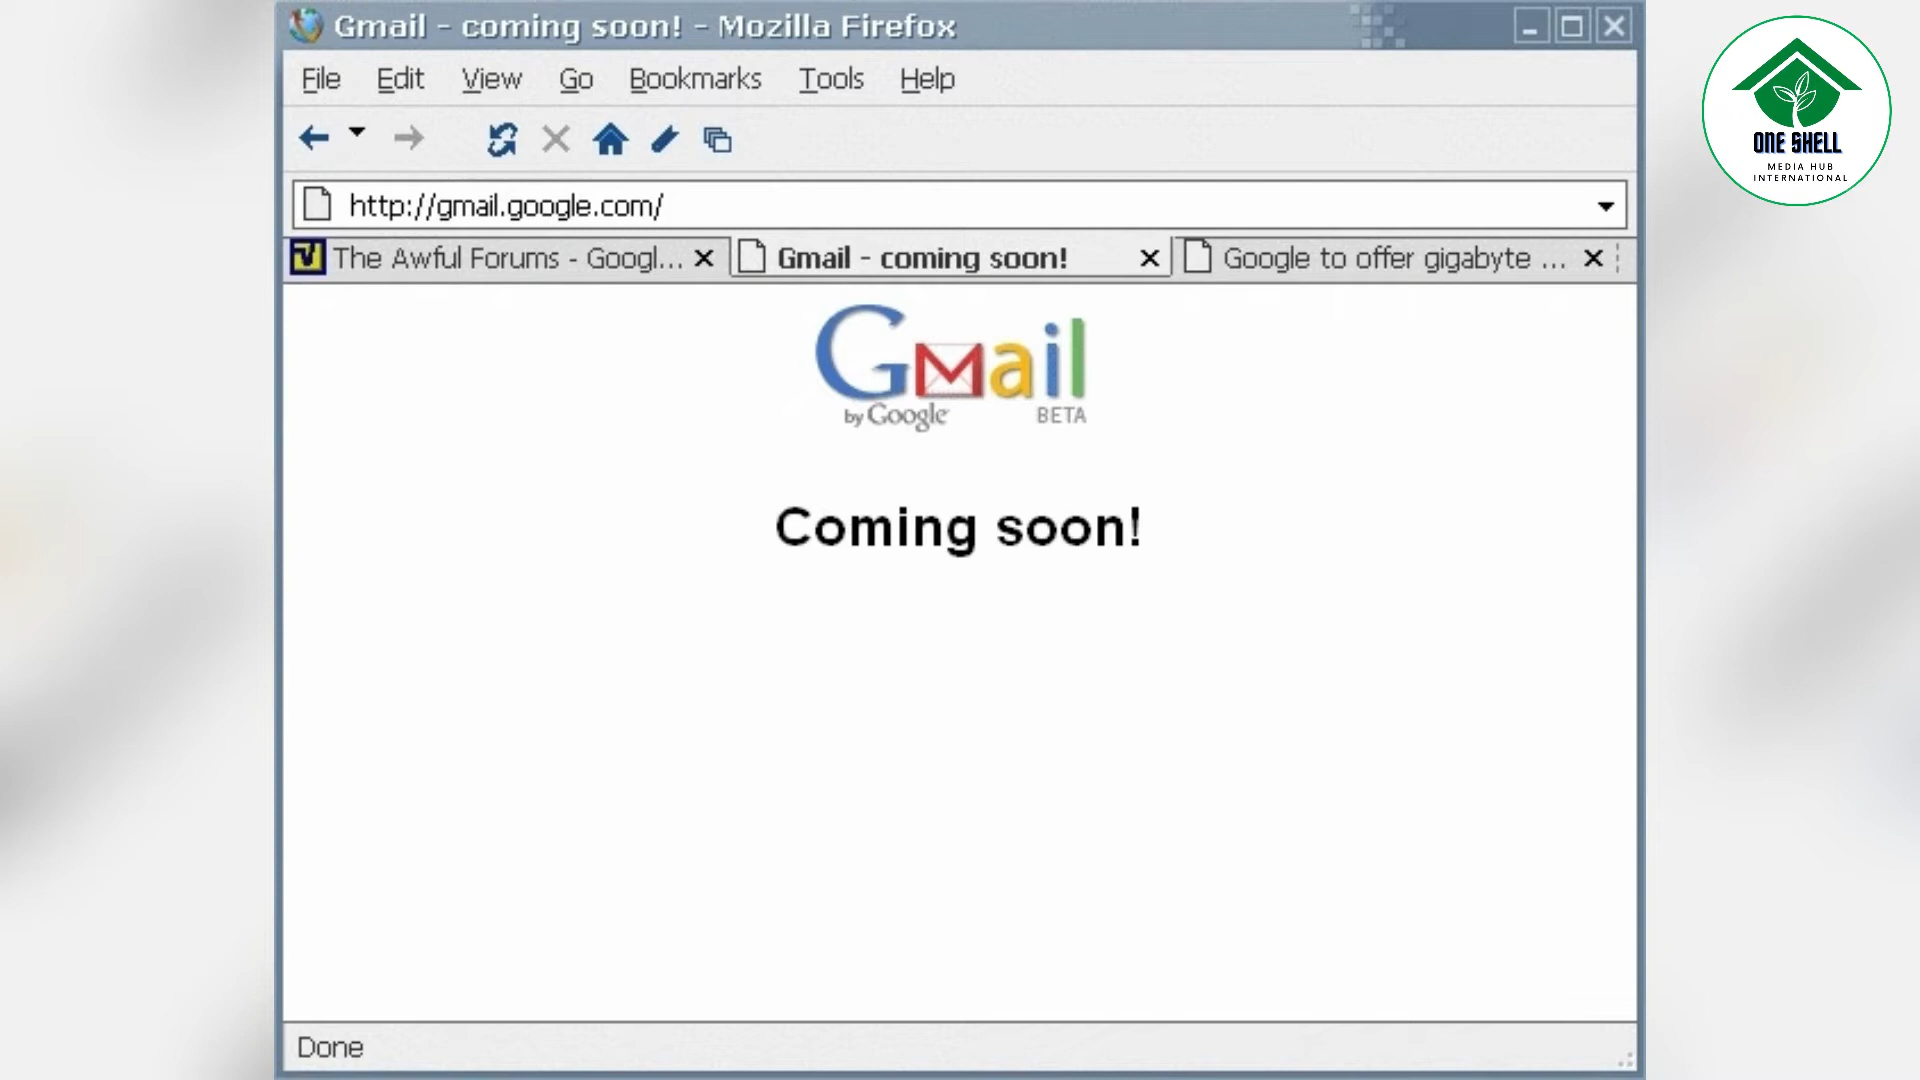 Gmail - coming soon! - Mozilla Firefox
File Edit View Go Bookmarks Tools Help
http://gmail.google.com/
The Awful Forums - Googl... Gmail - coming soon! Google to offer gigabyte ...
Gmail
by Google BETA
Coming soon!
Done
ONE SHELL
MEDIA HUB
INTERNATIONAL